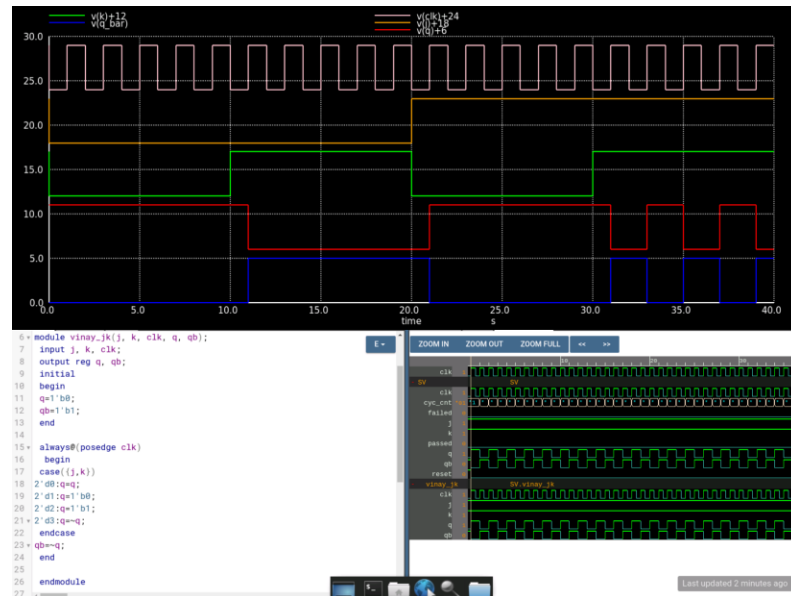 v(k)+12
v(q_bar)
v(clk)+24
v(j)+18
v(q)+6
30.0
25.0
20.0
15.0
10.0
5.0
0.0
0.0 5.0 10.0 15.0 20.0 25.0 30.0 35.0 40.0
time s
6 module vinay_jk(j, k, clk, q, qb);
7 input j, k, clk;
8 output reg q, qb;
9 initial
10 begin
11 q=1'b0;
12 qb=1'b1;
13 end
14
15 always@(posedge clk)
16 begin
17 case({j,k})
18 2'd0:q=q;
19 2'd1:q=1'b0;
20 2'd2:q=1'b1;
21 2'd3:q=~q;
22 endcase
23 qb=~q;
24 end
25
26 endmodule
27
E
ZOOM IN ZOOM OUT ZOOM FULL << >>
clk
SV SV
clk
cyc_cnt
failed
j
k
passed
q
qb
reset
vinay_jk SV.vinay_jk
clk
j
k
q
qb
Last updated 2 minutes ago